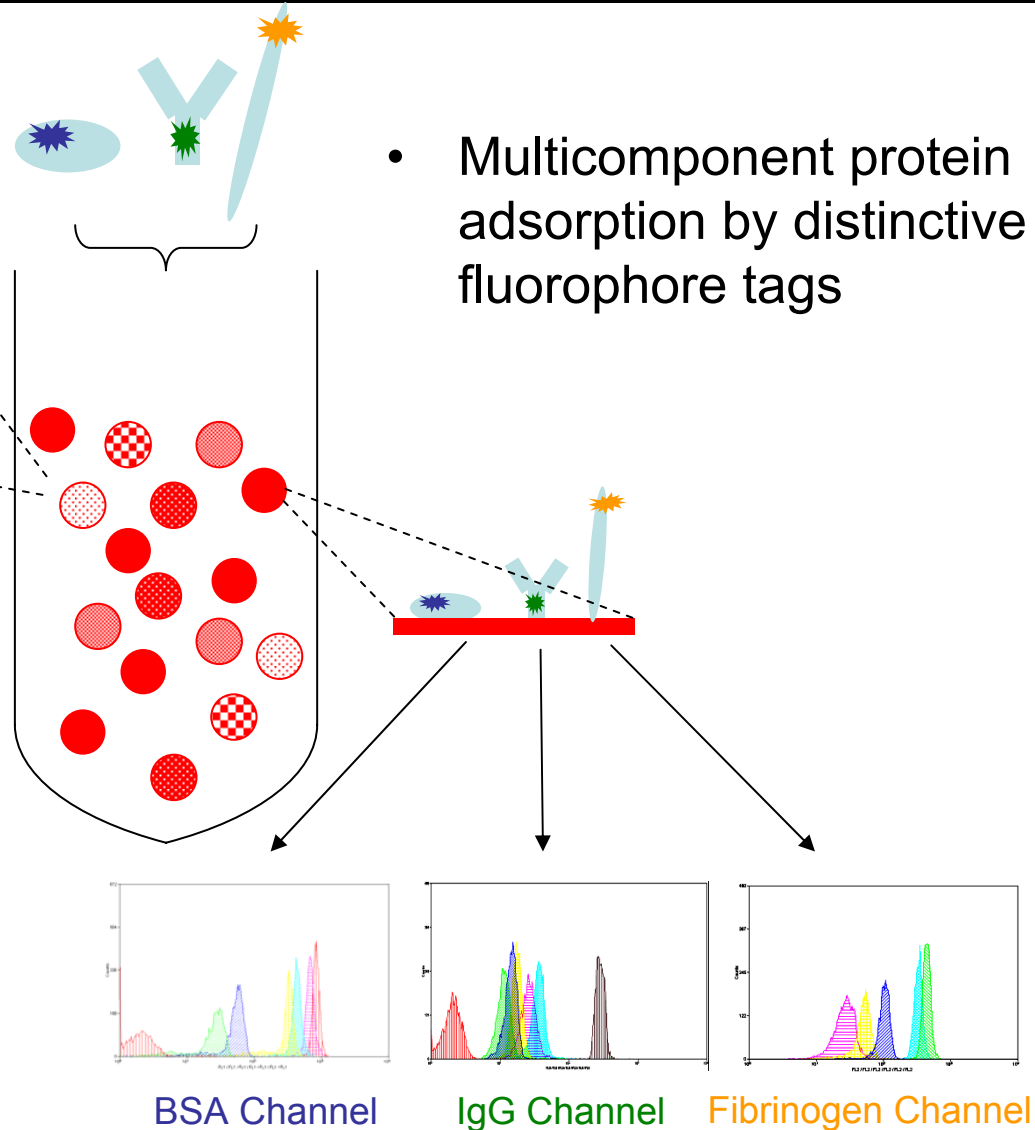 • Multicomponent protein
adsorption by distinctive
fluorophore tags
BSA Channel
IgG Channel
Fibrinogen Channel